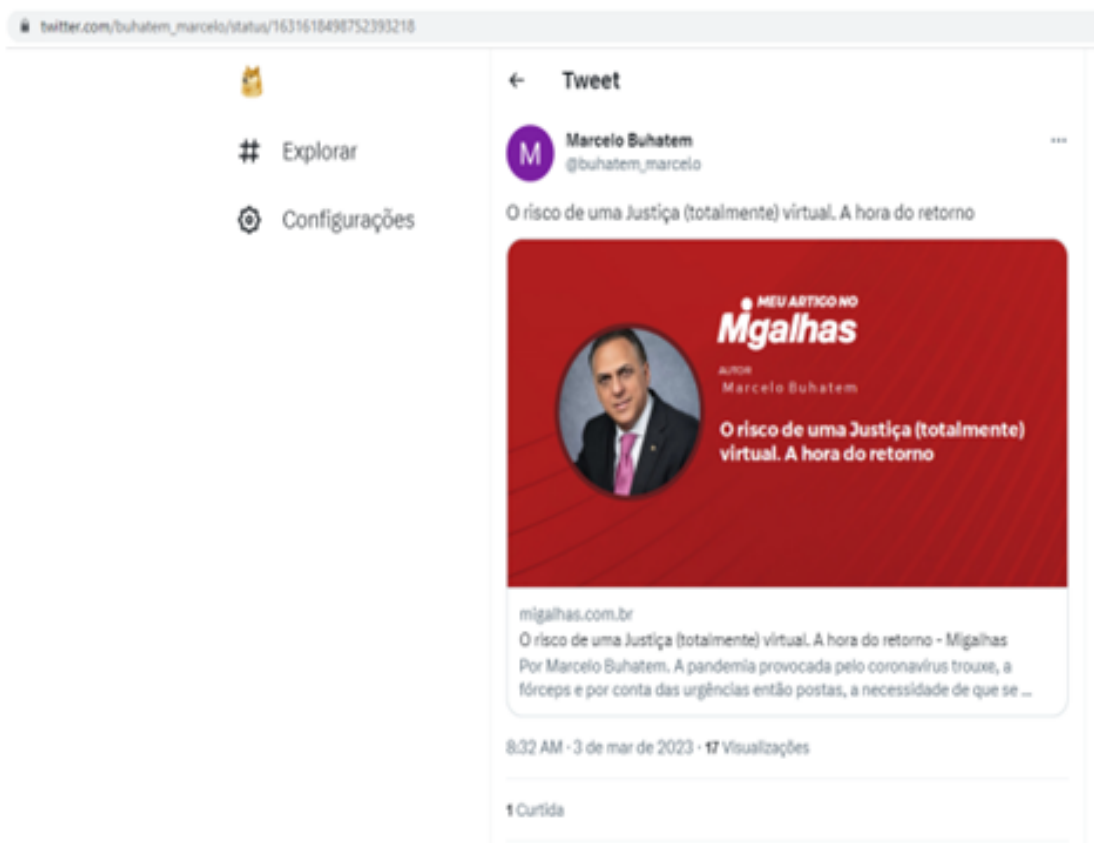 twitter.com/buhatem_marcelo/status/1631618498752393218
Explorar
Configurações
Tweet
M
Marcelo Buhatem
@buhatem_marcelo
O risco de uma Justiça (totalmente) virtual. A hora do retorno
MEU ARTIGO NO
Migalhas
AUTOR
Marcelo Buhatem
O risco de uma Justiça (totalmente)
virtual. A hora do retorno
migalhas.com.br
O risco de uma Justiça (totalmente) virtual. A hora do retorno - Migalhas
Por Marcelo Buhatem. A pandemia provocada pelo coronavírus trouxe, a
fórceps e por conta das urgências então postas, a necessidade de que se ...
8:32 AM · 3 de mar de 2023 · 17 Visualizações
1 Curtida